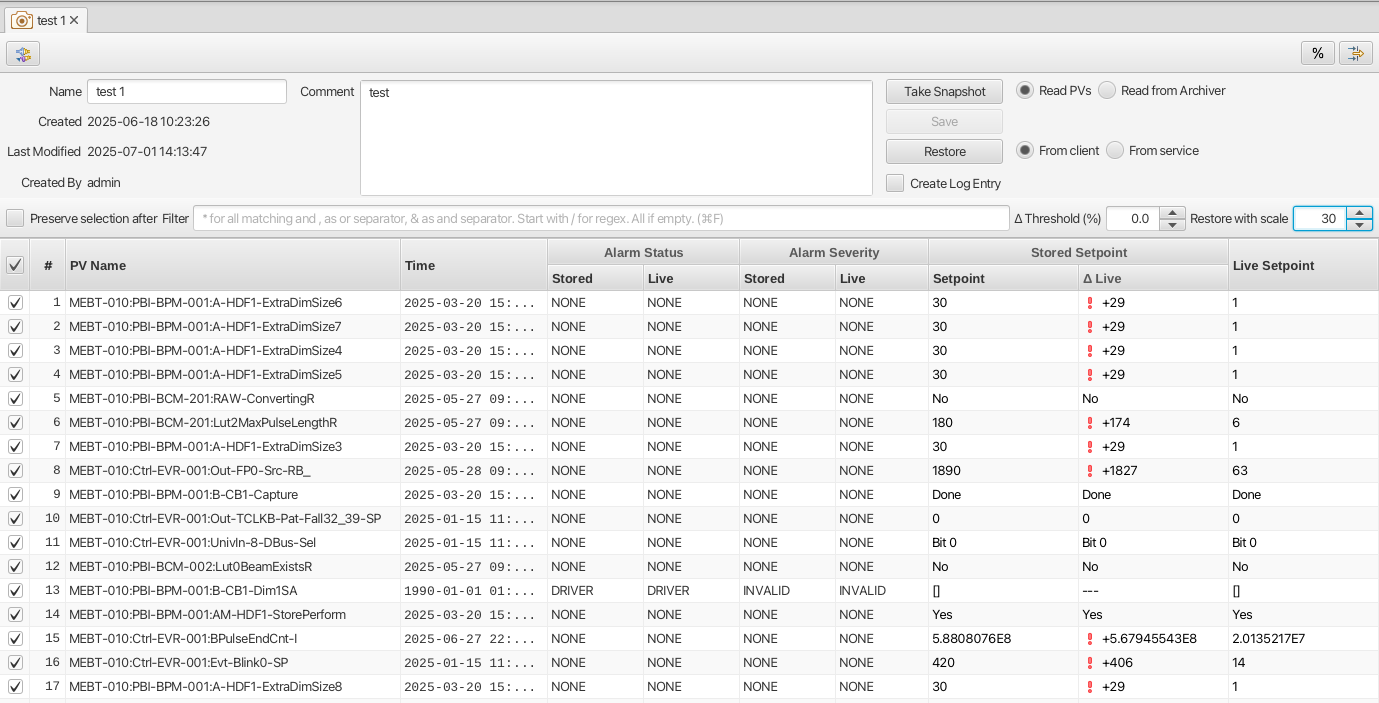 test 1
%
Name test 1 Comment test Take Snapshot Read PVs Read from Archiver
Created 2025-06-18 10:23:26 Save
Last Modified 2025-07-01 14:13:47 Restore From client From service
Created By admin Create Log Entry
Preserve selection after Filter * for all matching and , as or separator, & as and separator. Start with / for regex. All if empty. (⌘F) Δ Threshold (%) 0.0 Restore with scale 30
# PV Name Time Alarm Status Alarm Severity Stored Setpoint Live Setpoint
Stored Live Stored Live Setpoint Δ Live
1 MEBT-010:PBI-BPM-001:A-HDF1-ExtraDimSize6 2025-03-20 15:... NONE NONE NONE NONE 30 +29 1
2 MEBT-010:PBI-BPM-001:A-HDF1-ExtraDimSize7 2025-03-20 15:... NONE NONE NONE NONE 30 +29 1
3 MEBT-010:PBI-BPM-001:A-HDF1-ExtraDimSize4 2025-03-20 15:... NONE NONE NONE NONE 30 +29 1
4 MEBT-010:PBI-BPM-001:A-HDF1-ExtraDimSize5 2025-03-20 15:... NONE NONE NONE NONE 30 +29 1
5 MEBT-010:PBI-BCM-201:RAW-ConvertingR 2025-05-27 09:... NONE NONE NONE NONE No No No
6 MEBT-010:PBI-BCM-201:Lut2MaxPulseLengthR 2025-05-27 09:... NONE NONE NONE NONE 180 +174 6
7 MEBT-010:PBI-BPM-001:A-HDF1-ExtraDimSize3 2025-03-20 15:... NONE NONE NONE NONE 30 +29 1
8 MEBT-010:Ctrl-EVR-001:Out-FP0-Src-RB_ 2025-05-28 09:... NONE NONE NONE NONE 1890 +1827 63
9 MEBT-010:PBI-BPM-001:B-CB1-Capture 2025-03-20 15:... NONE NONE NONE NONE Done Done Done
10 MEBT-010:Ctrl-EVR-001:Out-TCLKB-Pat-Fall32_39-SP 2025-01-15 11:... NONE NONE NONE NONE 0 0 0
11 MEBT-010:Ctrl-EVR-001:UnivIn-8-DBus-Sel 2025-01-15 11:... NONE NONE NONE NONE Bit 0 Bit 0 Bit 0
12 MEBT-010:PBI-BCM-002:Lut0BeamExistsR 2025-05-27 09:... NONE NONE NONE NONE No No No
13 MEBT-010:PBI-BPM-001:B-CB1-Dim1SA 1990-01-01 01:... DRIVER DRIVER INVALID INVALID [] --- []
14 MEBT-010:PBI-BPM-001:AM-HDF1-StorePerform 2025-03-20 15:... NONE NONE NONE NONE Yes Yes Yes
15 MEBT-010:Ctrl-EVR-001:BPulseEndCnt-I 2025-06-27 22:... NONE NONE NONE NONE 5.8808076E8 +5.67945543E8 2.0135217E7
16 MEBT-010:Ctrl-EVR-001:Evt-Blink0-SP 2025-01-15 11:... NONE NONE NONE NONE 420 +406 14
17 MEBT-010:PBI-BPM-001:A-HDF1-ExtraDimSize8 2025-03-20 15:... NONE NONE NONE NONE 30 +29 1